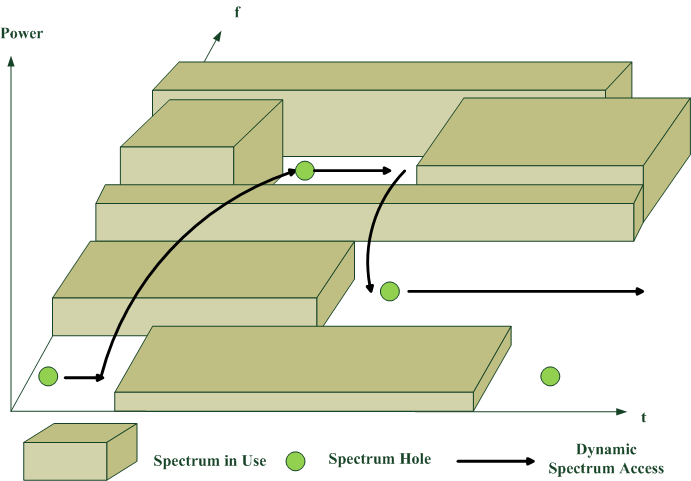 f
Power
t
Spectrum in Use
Spectrum Hole
Dynamic
Spectrum Access